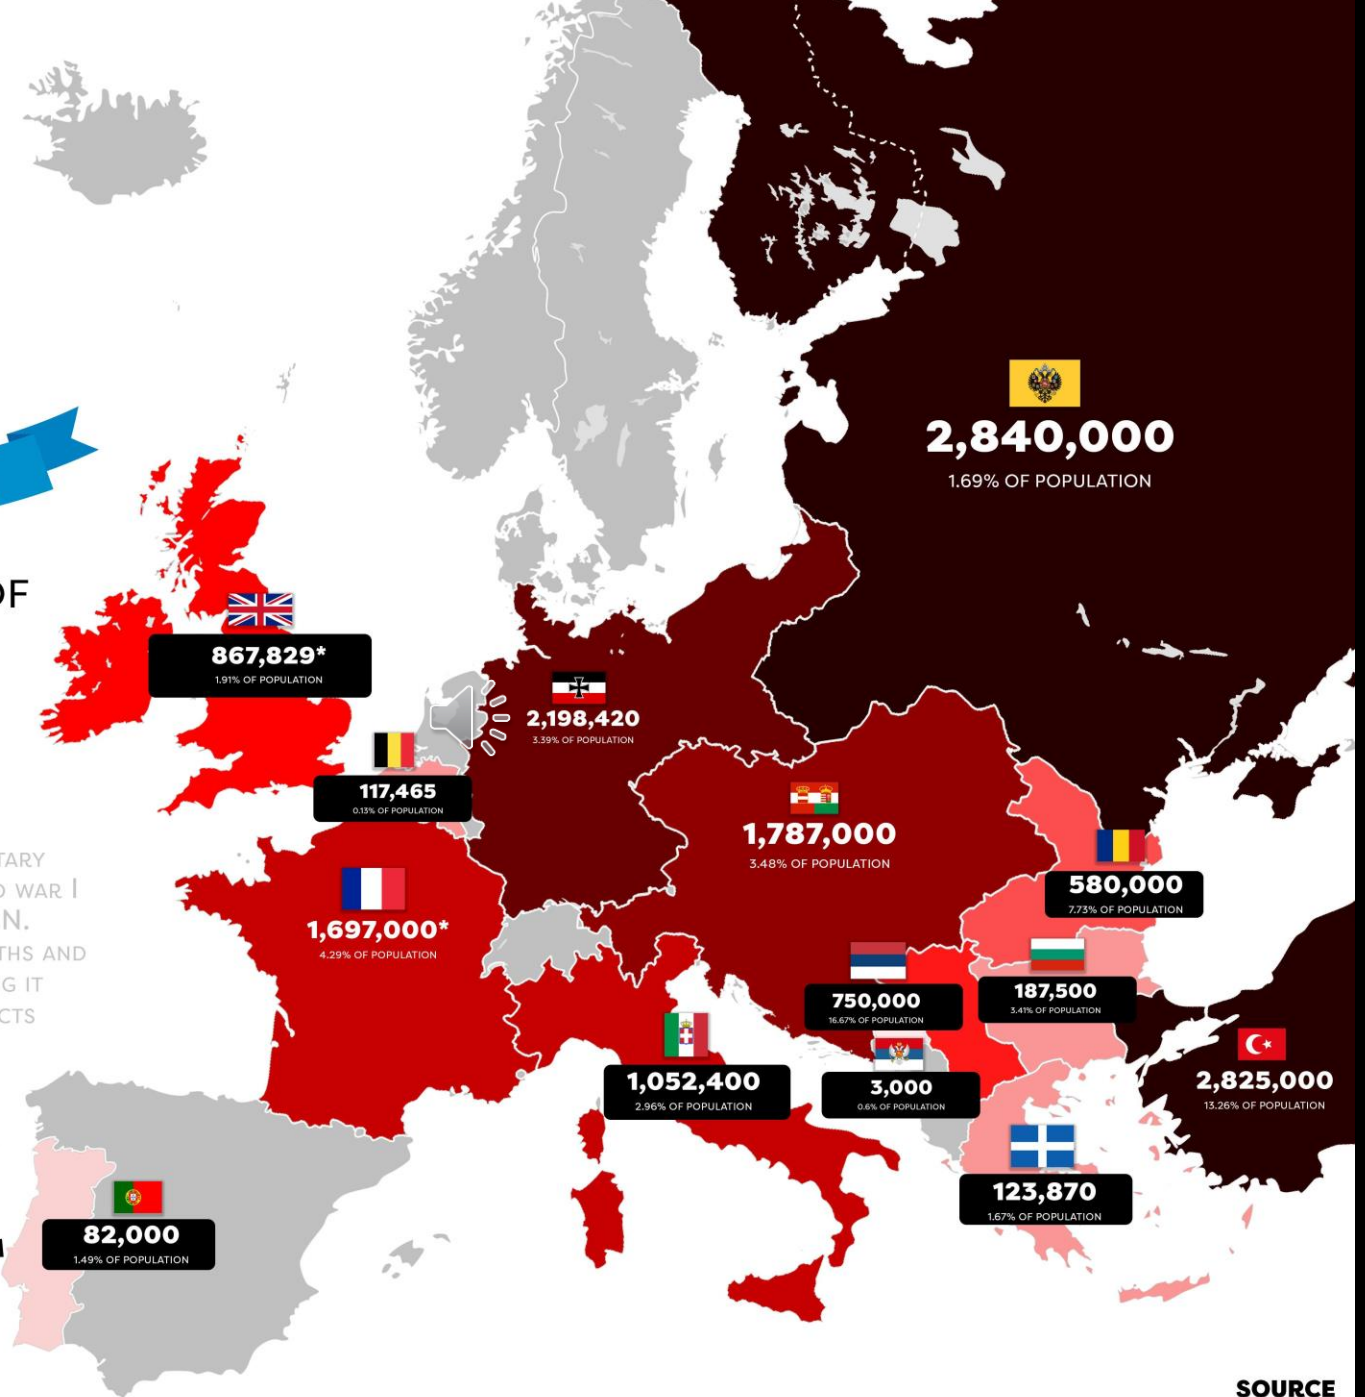 2,840,000
1.69% OF POPULATION
OF
867,829*
1.91% OF POPULATION
2,198,420
3.39% OF POPULATION
117,465
0.13% OF POPULATION
1,787,000
3.48% OF POPULATION
WAR I
AND
IT
1,697,000*
4.29% OF POPULATION
580,000
7.73% OF POPULATION
750,000
16.67% OF POPULATION
187,500
3.41% OF POPULATION
1,052,400
2.96% OF POPULATION
3,000
0.6% OF POPULATION
2,825,000
13.26% OF POPULATION
123,870
1.67% OF POPULATION
82,000
1.49% OF POPULATION
SOURCE